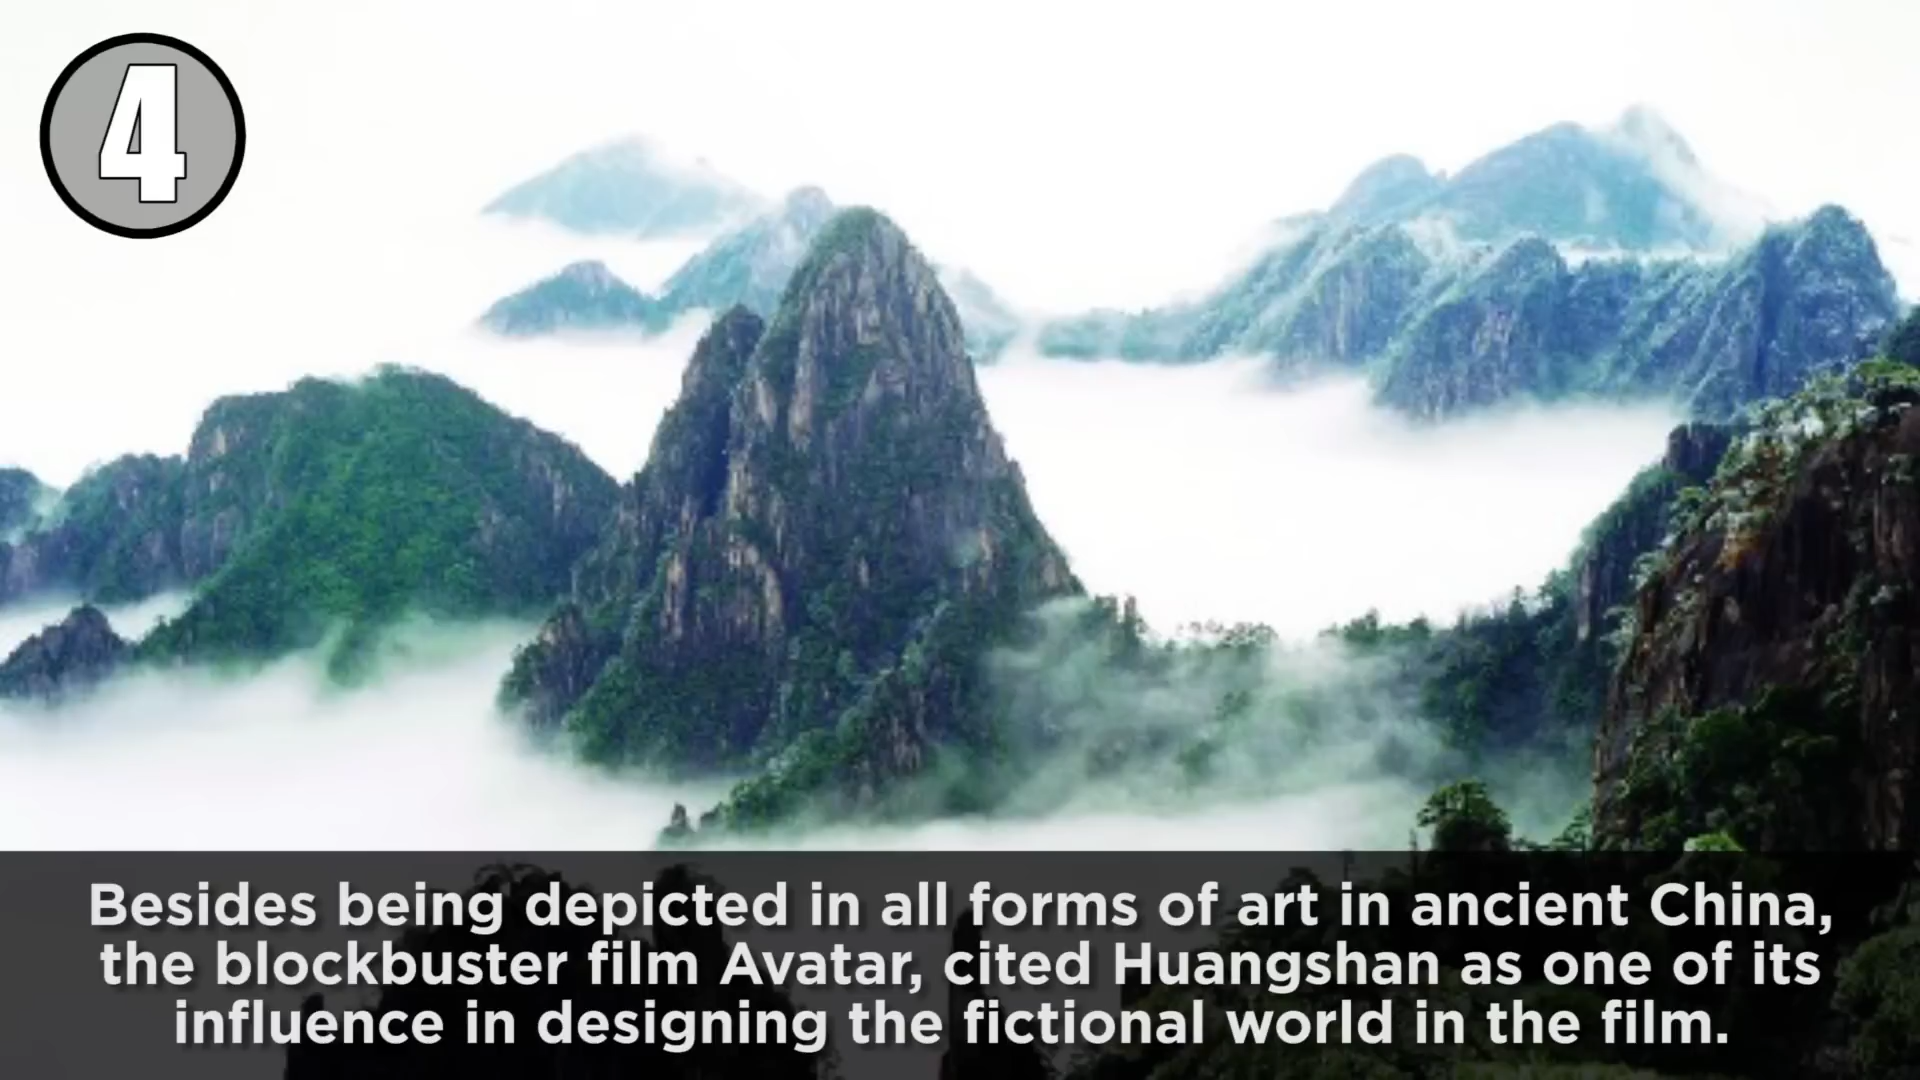 4
Besides being depicted in all forms of art in ancient China,
the blockbuster film Avatar, cited Huangshan as one of its
influence in designing the fictional world in the film.